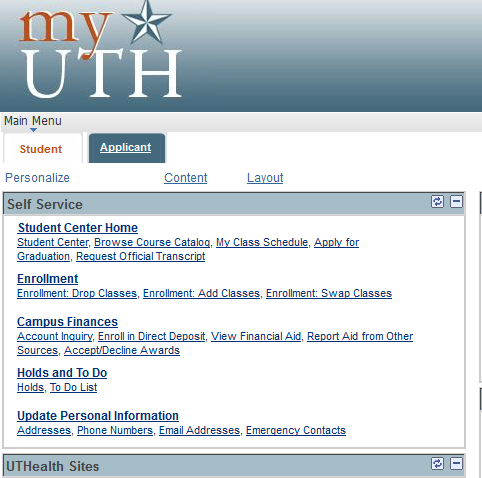 my
UTH
Main Menu
Student
Applicant
Personalize
Content
Layout
Self Service
Student Center Home
Student Center, Browse Course Catalog, My Class Schedule, Apply for
Graduation, Request Official Transcript
Enrollment
Enrollment: Drop Classes, Enrollment: Add Classes, Enrollment: Swap Classes
Campus Finances
Account Inquiry, Enroll in Direct Deposit, View Financial Aid, Report Aid from Other
Sources, Accept/Decline Awards
Holds and To Do
Holds, To Do List
Update Personal Information
Addresses, Phone Numbers, Email Addresses, Emergency Contacts
UTHealth Sites